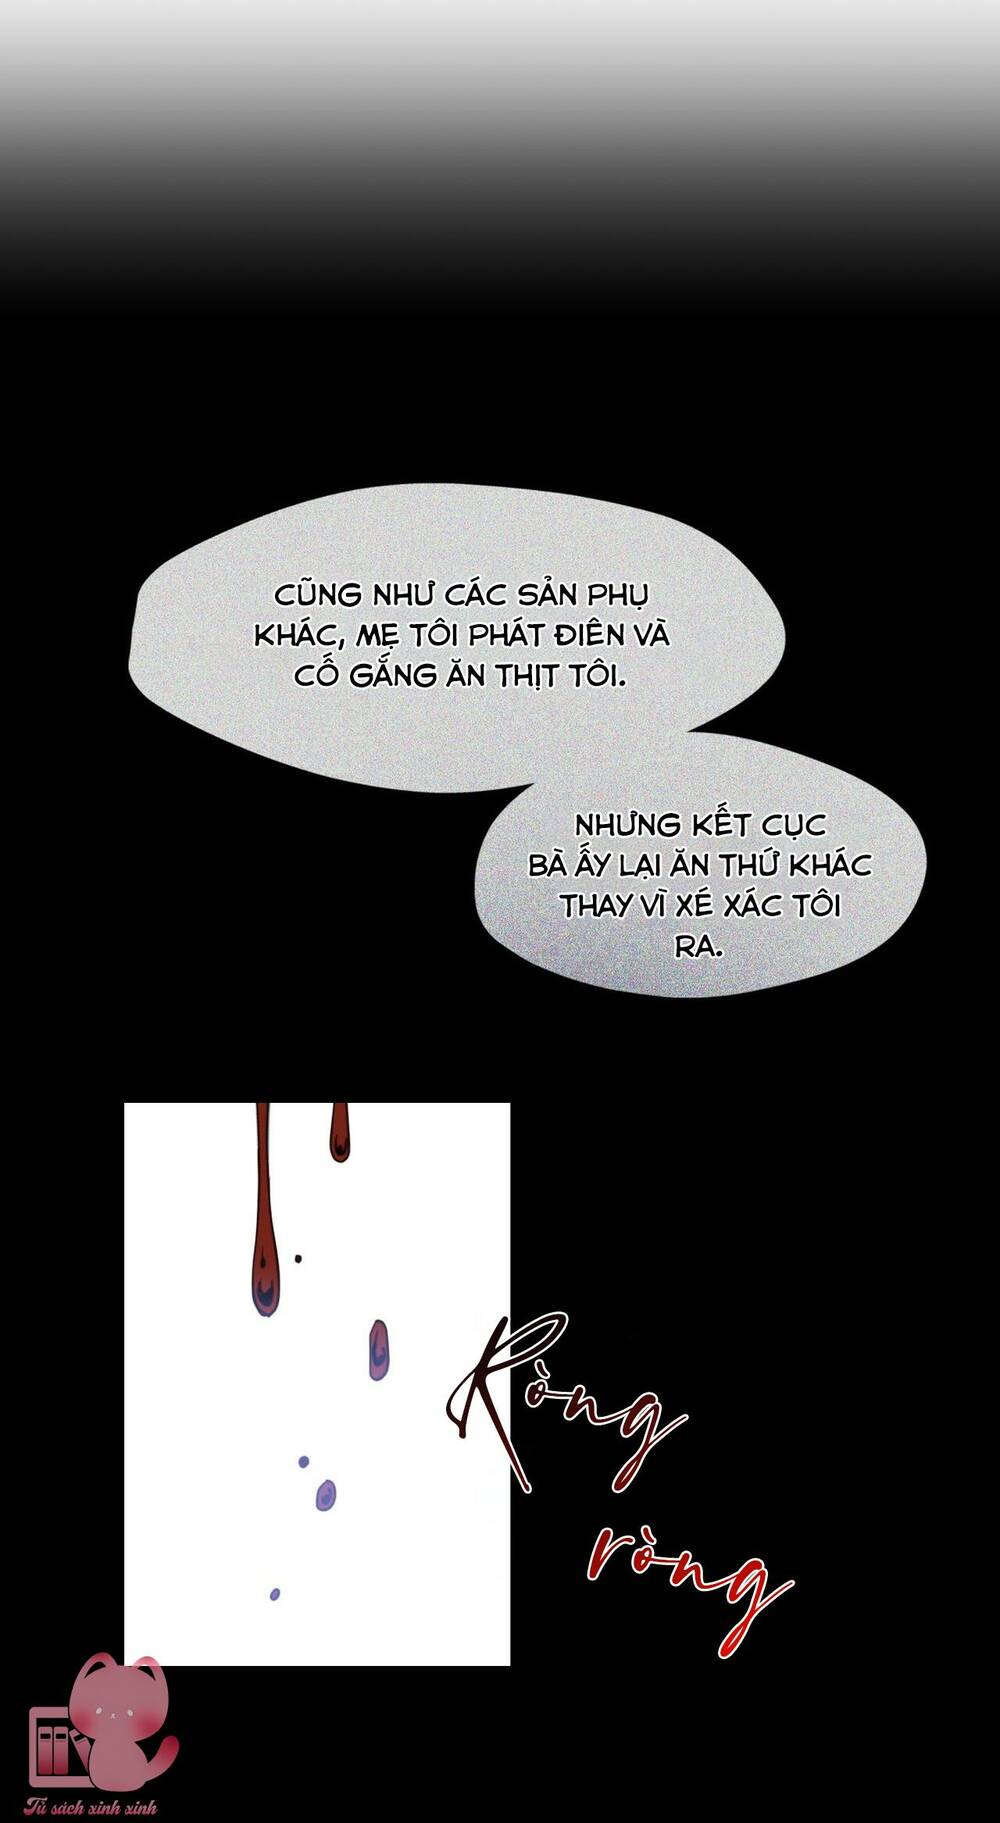 CŨNG NHƯ CÁC SẢN PHỤ
KHÁC, MẸ TÔI PHÁT ĐIÊN VÀ
CỐ GẮNG ĂN THỊT TÔI.
NHƯNG KẾT CỤC
BÀ ẤY LẠI ĂN THỨ KHÁC
THAY VÌ XÉ XÁC TÔI
RA.
Ròng
ròng
Tủ sách xinh xinh